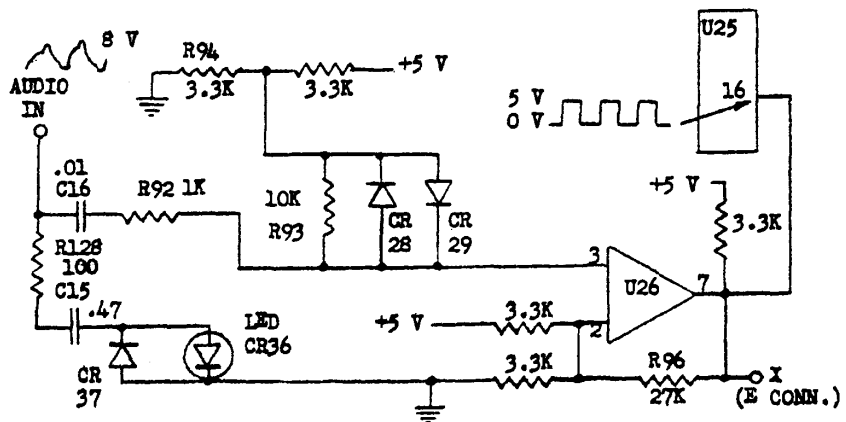 8 V
AUDIO
IN
R94
3.3K
3.3K
+5 V
U25
16
5 V
0 V
.01
C16
R92 1K
10K
R93
CR
28
CR
29
+5 V
3.3K
R128
100
C15
.47
LED
CR36
CR
37
3
U26
7
2
+5 V
3.3K
3.3K
R96
27K
X
(E CONN.)